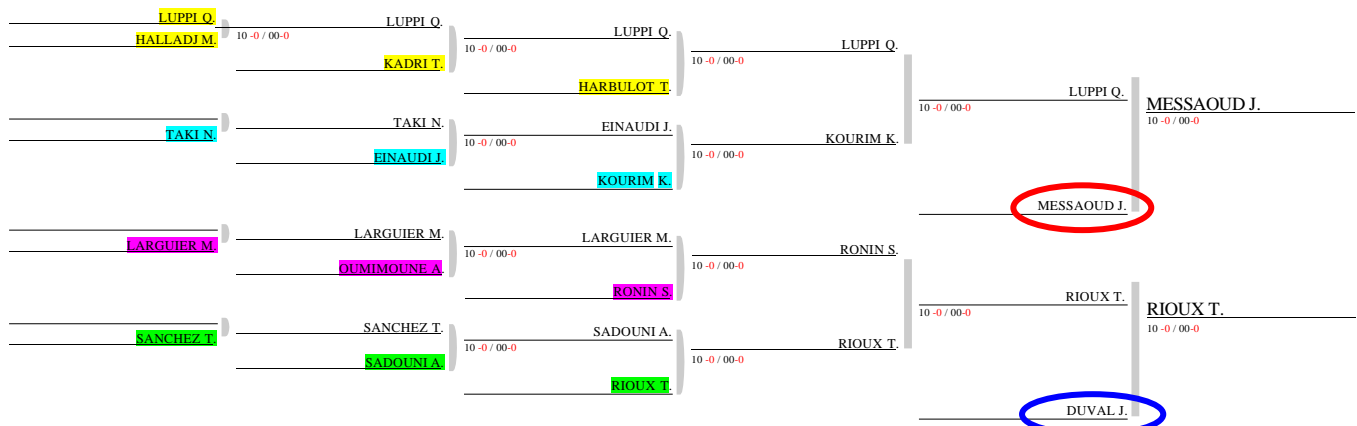 LUPPI Q.
HALLADJ M.
10 -0 / 00-0
LUPPI Q.
KADRI T.
10 -0 / 00-0
LUPPI Q.
HARBULOT T.
10 -0 / 00-0
LUPPI Q.
TAKI N.
TAKI N.
EINAUDI J.
10 -0 / 00-0
EINAUDI J.
KOURIM K.
10 -0 / 00-0
KOURIM K.
10 -0 / 00-0
LUPPI Q.
MESSAOUD J.
MESSAOUD J.
10 -0 / 00-0
LARGUIER M.
LARGUIER M.
OUMIMOUNE A.
10 -0 / 00-0
LARGUIER M.
RONIN S.
10 -0 / 00-0
RONIN S.
SANCHEZ T.
SANCHEZ T.
SADOUNI A.
10 -0 / 00-0
SADOUNI A.
RIOUX T.
10 -0 / 00-0
RIOUX T.
10 -0 / 00-0
RIOUX T.
DUVAL J.
RIOUX T.
10 -0 / 00-0